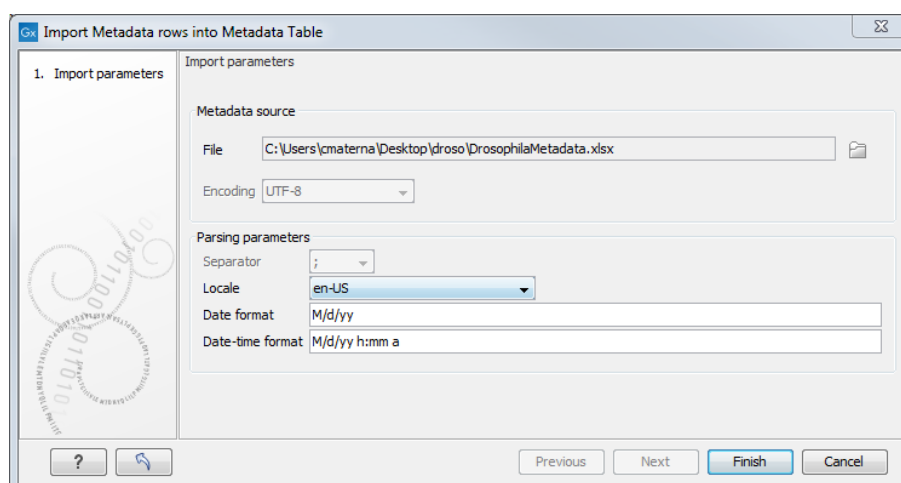 Gx Import Metadata rows into Metadata Table
1. Import parameters
Import parameters
Metadata source
File C:\Users\cmaterna\Desktop\droso\DrosophilaMetadata.xlsx
Encoding UTF-8
Parsing parameters
Separator ;
Locale en-US
Date format M/d/yy
Date-time format M/d/yy h:mm a
? Previous Next Finish Cancel